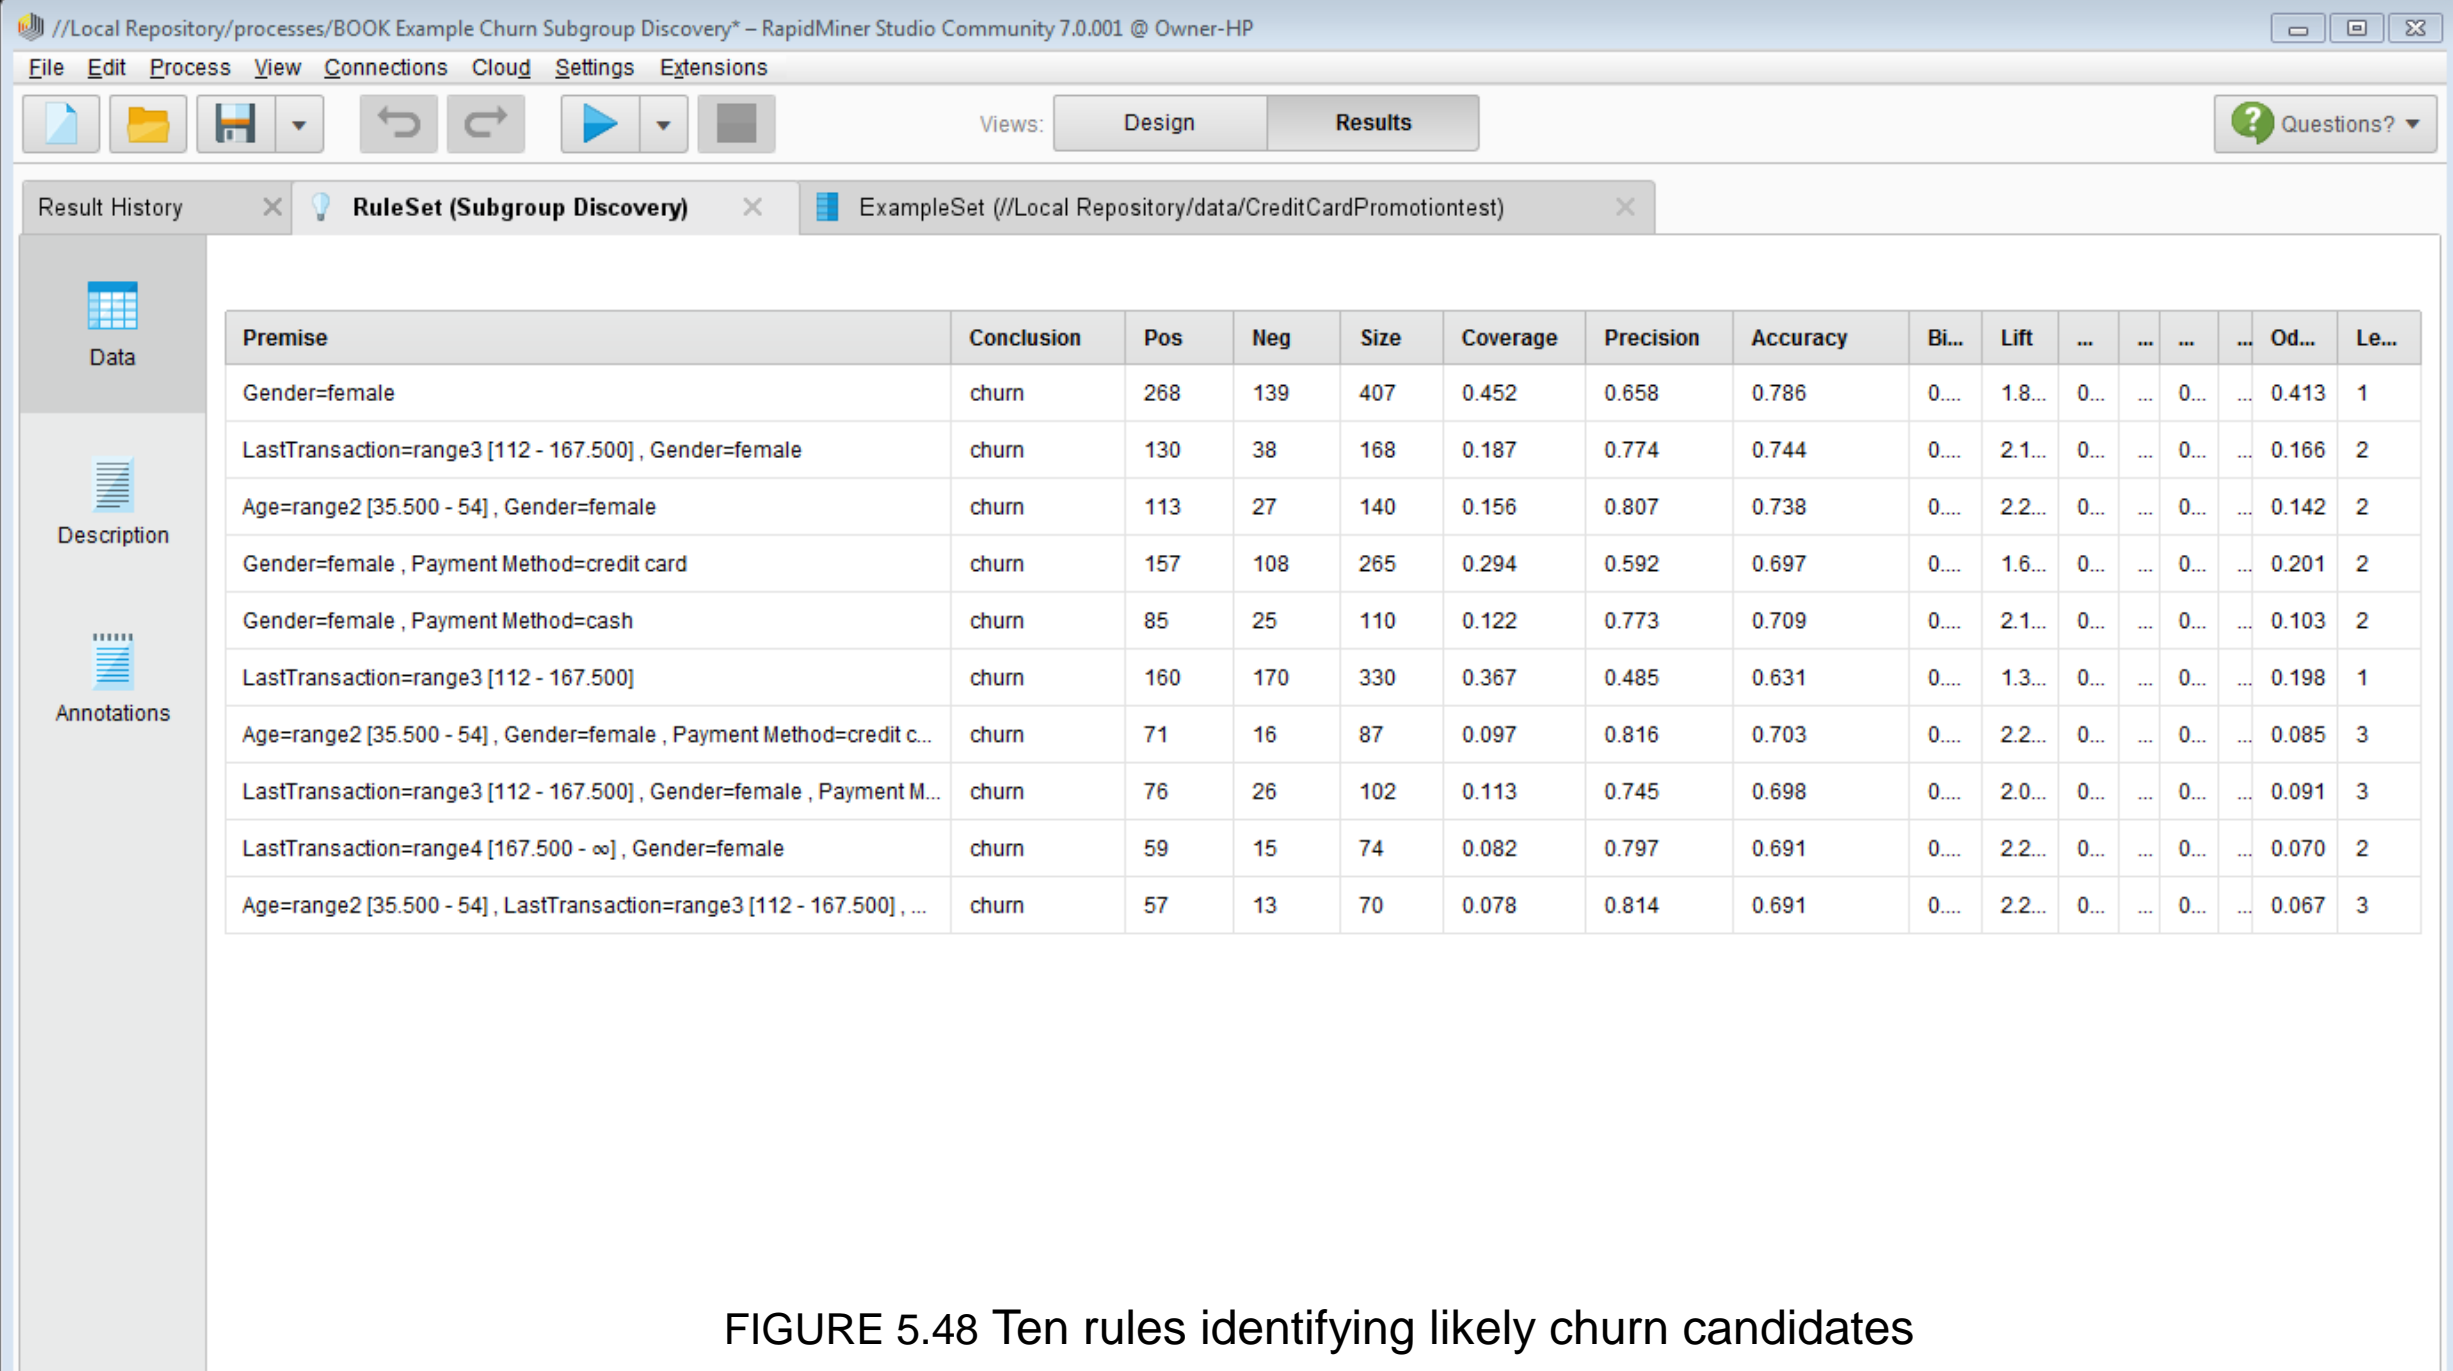 //Local Repository/processes/BOOK Example Churn Subgroup Discovery* – RapidMiner Studio Community 7.0.001 @ Owner-HP
File Edit Process View Connections Cloud Settings Extensions
Views: Design Results Questions?
Result History RuleSet (Subgroup Discovery) ExampleSet (//Local Repository/data/CreditCardPromotiontest)
Data
Description
Annotations
Premise Conclusion Pos Neg Size Coverage Precision Accuracy Bi... Lift ... ... ... ... Od... Le...
Gender=female churn 268 139 407 0.452 0.658 0.786 0.... 1.8... 0... ... 0... ... 0.413 1
LastTransaction=range3 [112 - 167.500] , Gender=female churn 130 38 168 0.187 0.774 0.744 0.... 2.1... 0... ... 0... ... 0.166 2
Age=range2 [35.500 - 54] , Gender=female churn 113 27 140 0.156 0.807 0.738 0.... 2.2... 0... ... 0... ... 0.142 2
Gender=female , Payment Method=credit card churn 157 108 265 0.294 0.592 0.697 0.... 1.6... 0... ... 0... ... 0.201 2
Gender=female , Payment Method=cash churn 85 25 110 0.122 0.773 0.709 0.... 2.1... 0... ... 0... ... 0.103 2
LastTransaction=range3 [112 - 167.500] churn 160 170 330 0.367 0.485 0.631 0.... 1.3... 0... ... 0... ... 0.198 1
Age=range2 [35.500 - 54] , Gender=female , Payment Method=credit c... churn 71 16 87 0.097 0.816 0.703 0.... 2.2... 0... ... 0... ... 0.085 3
LastTransaction=range3 [112 - 167.500] , Gender=female , Payment M... churn 76 26 102 0.113 0.745 0.698 0.... 2.0... 0... ... 0... ... 0.091 3
LastTransaction=range4 [167.500 - ∞] , Gender=female churn 59 15 74 0.082 0.797 0.691 0.... 2.2... 0... ... 0... ... 0.070 2
Age=range2 [35.500 - 54] , LastTransaction=range3 [112 - 167.500] , ... churn 57 13 70 0.078 0.814 0.691 0.... 2.2... 0... ... 0... ... 0.067 3
FIGURE 5.48 Ten rules identifying likely churn candidates